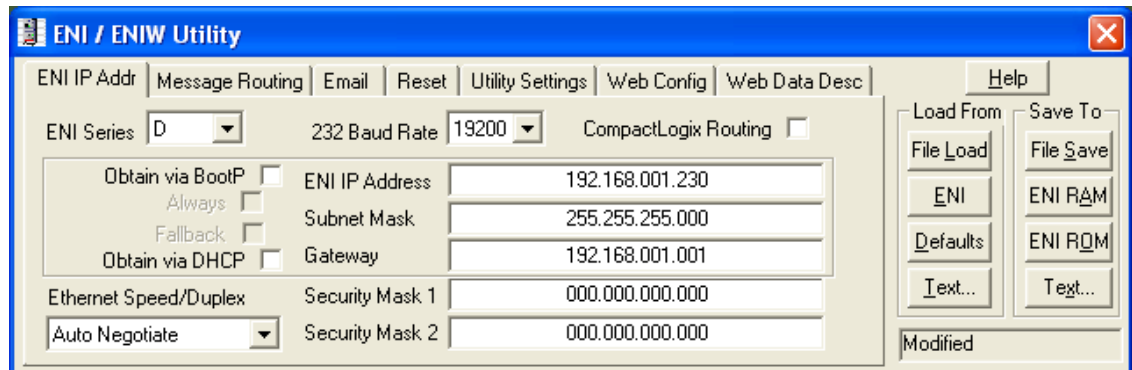 ENI / ENIW Utility
ENI IP Addr Message Routing Email Reset Utility Settings Web Config Web Data Desc Help
ENI Series D 232 Baud Rate 19200 CompactLogix Routing
Load From Save To
File Load File Save
Obtain via BootP ENI IP Address 192.168.001.230
Always ENI ENI RAM
Subnet Mask 255.255.255.000
Fallback Defaults ENI ROM
Obtain via DHCP Gateway 192.168.001.001
Ethernet Speed/Duplex Security Mask 1 000.000.000.000 Text... Text...
Auto Negotiate Security Mask 2 000.000.000.000 Modified